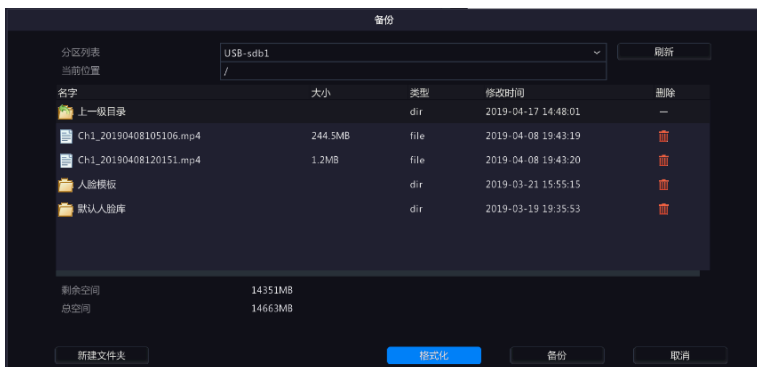 备份
分区列表 USB-sdb1 刷新
当前位置 /
名字 大小 类型 修改时间 删除
上一级目录 dir 2019-04-17 14:48:01 —
Ch1_20190408105106.mp4 244.5MB file 2019-04-08 19:43:19
Ch1_20190408120151.mp4 1.2MB file 2019-04-08 19:43:20
人脸模板 dir 2019-03-21 15:55:15
默认人脸库 dir 2019-03-19 19:35:53
剩余空间 14351MB
总空间 14663MB
新建文件夹 格式化 备份 取消